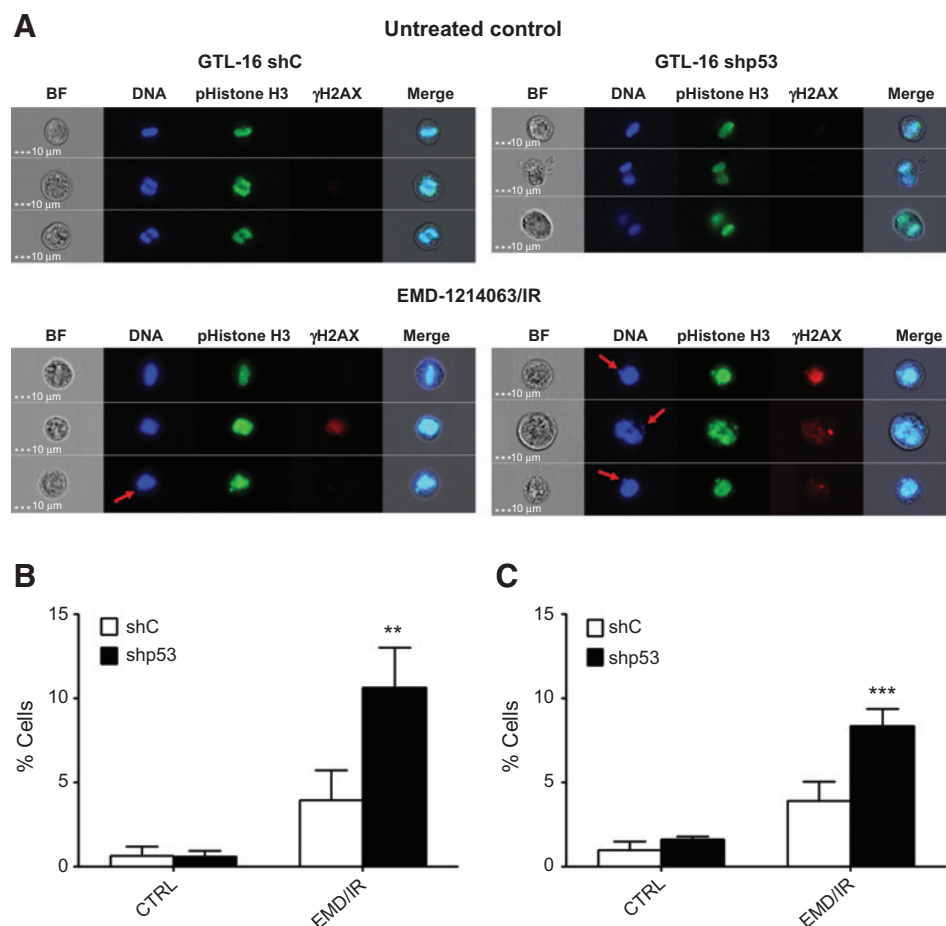 A
Untreated control
GTL-16 shC
GTL-16 shp53
BF DNA pHistone H3 γH2AX Merge
BF DNA pHistone H3 γH2AX Merge
10 μm
10 μm
10 μm
10 μm
10 μm
10 μm
EMD-1214063/IR
BF DNA pHistone H3 γH2AX Merge
BF DNA pHistone H3 γH2AX Merge
10 μm
10 μm
10 μm
10 μm
10 μm
10 μm
B
15
shC
shp53
**
10
% Cells
5
0
CTRL
EMD/IR
C
15
shC
shp53
***
10
% Cells
5
0
CTRL
EMD/IR